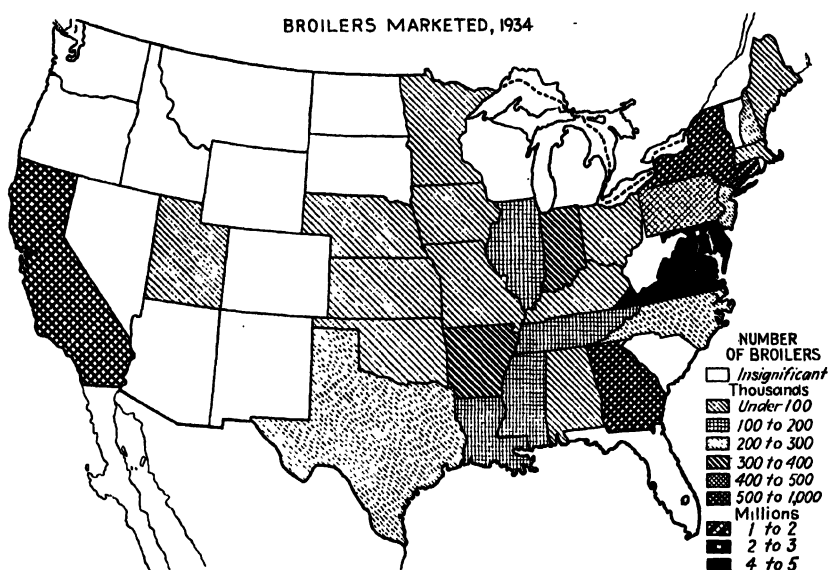 BROILERS MARKETED, 1934
NUMBER
OF BROILERS
Insignificant
Thousands
Under 100
100 to 200
200 to 300
300 to 400
400 to 500
500 to 1,000
Millions
1 to 2
2 to 3
4 to 5